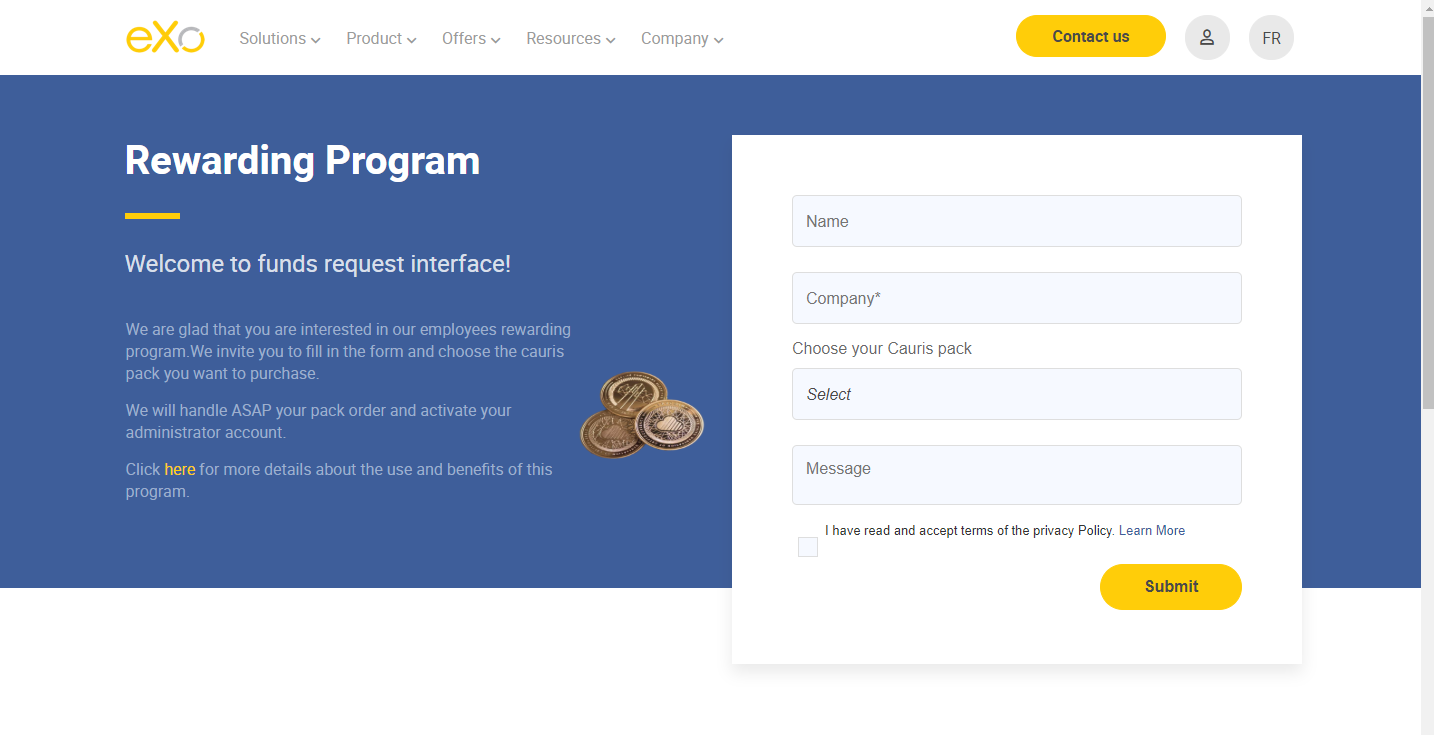 eXo
Solutions
Product
Offers
Resources
Company
Contact us
FR
Rewarding Program
Welcome to funds request interface!
We are glad that you are interested in our employees rewarding
program.We invite you to fill in the form and choose the cauris
pack you want to purchase.
We will handle ASAP your pack order and activate your
administrator account.
Click here for more details about the use and benefits of this
program.
Name
Company*
Choose your Cauris pack
Select
Message
I have read and accept terms of the privacy Policy. Learn More
Submit